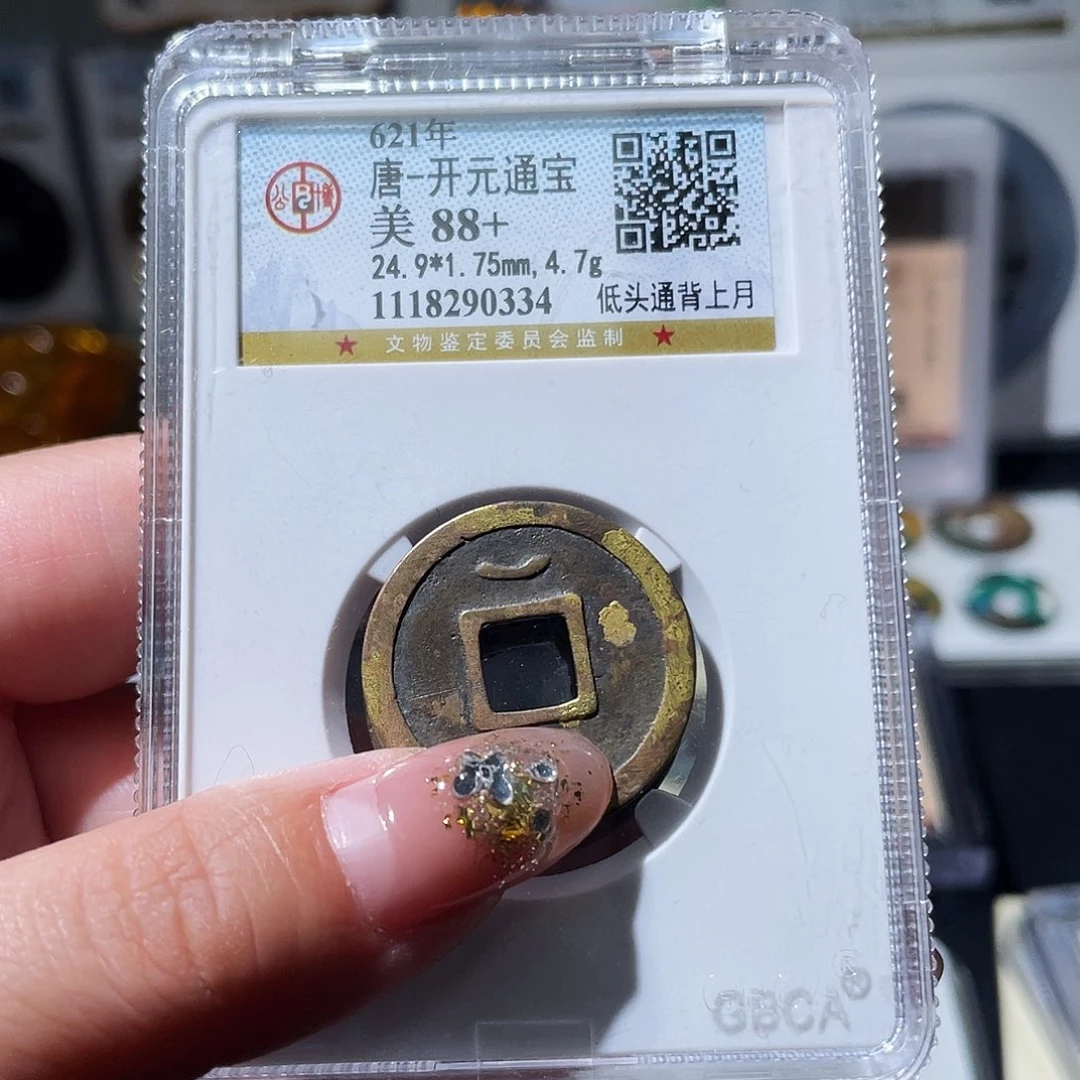 621年
唐-开元通宝
美 88+
24.9*1.75mm,4.7g
1118290334 低头通背上月
★ 文物鉴定委员会监制 ★
GBCA®